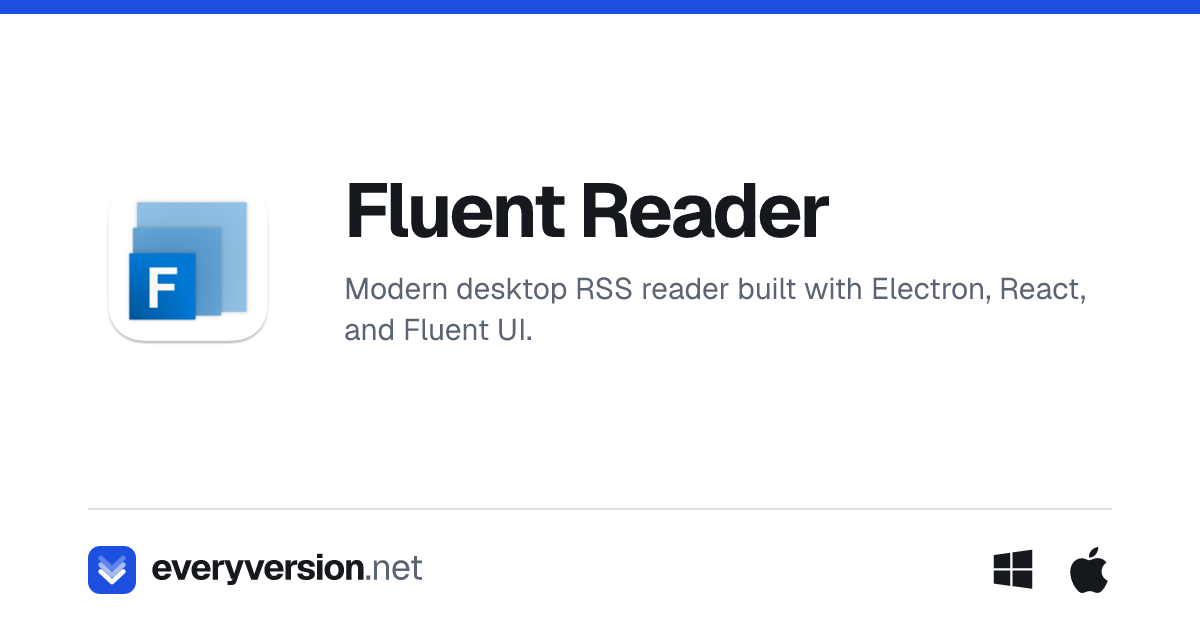 Fluent Reader
F
Modern desktop RSS reader built with Electron, React,
and Fluent UI.
everyversion.net